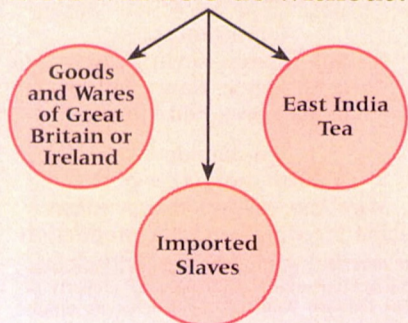 Goods
and Wares
of Great
Britain or
Ireland
East India
Tea
Imported
Slaves